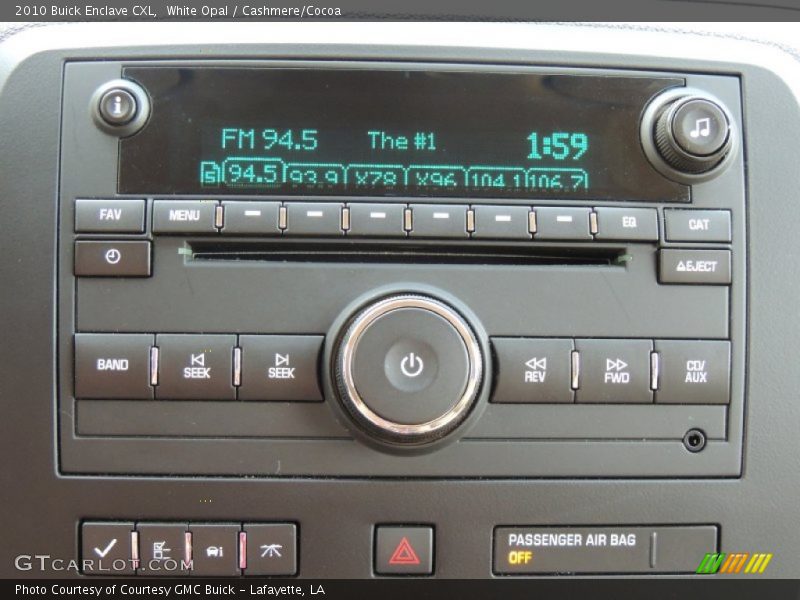 2010 Buick Enclave CXL,  White Opal / Cashmere/Cocoa
i
FM 94.5 The #1 1:59
94.5 93.9 X78 X96 104.1 106.7
FAV MENU EQ CAT
EJECT
BAND SEEK SEEK REV FWD CD/AUX
PASSENGER AIR BAG
OFF
GTCARLOT.COM
Photo Courtesy of Courtesy GMC Buick - Lafayette, LA